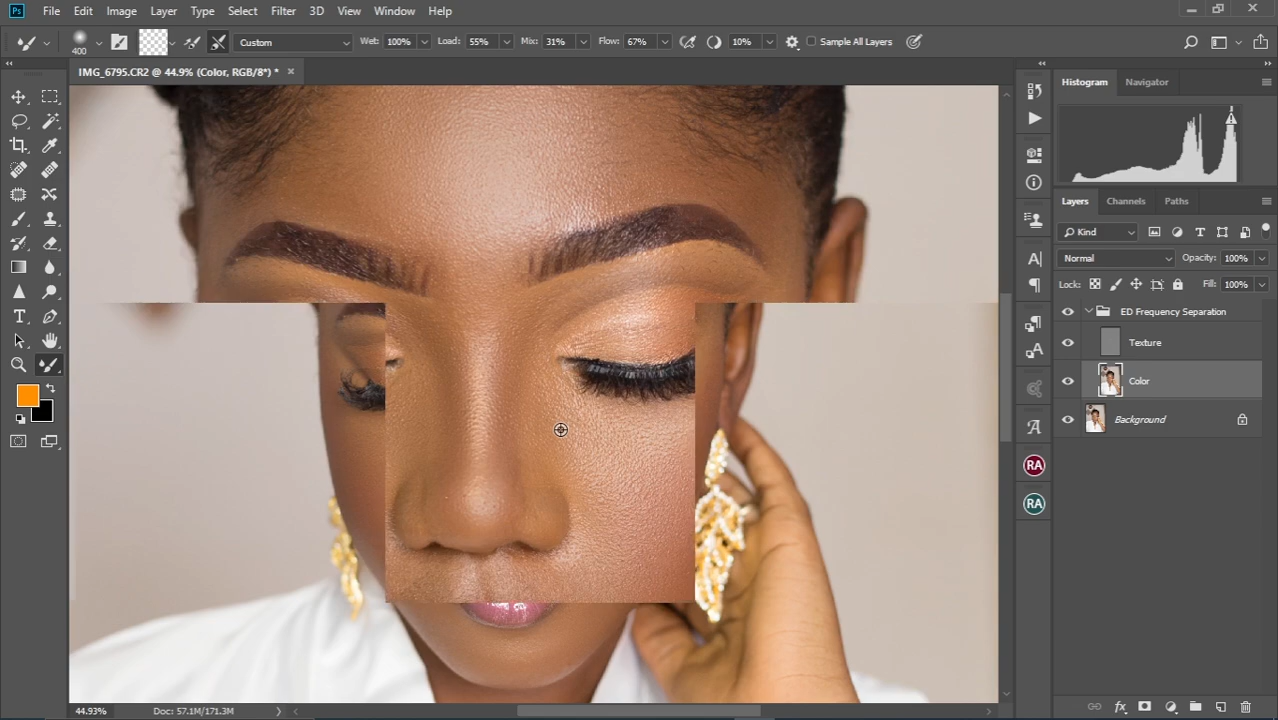 Ps File Edit Image Layer Type Select Filter 3D View Window Help
400 Custom Wet: 100% Load: 55% Mix: 31% Flow: 67% 10% Sample All Layers
IMG_6795.CR2 @ 44.9% (Color, RGB/8*) * ×
Histogram Navigator
Layers Channels Paths
Kind
Normal Opacity: 100%
Lock: Fill: 100%
ED Frequency Separation
Texture
Color
Background
RA
RA
44.93% Doc: 57.1M/171.3M